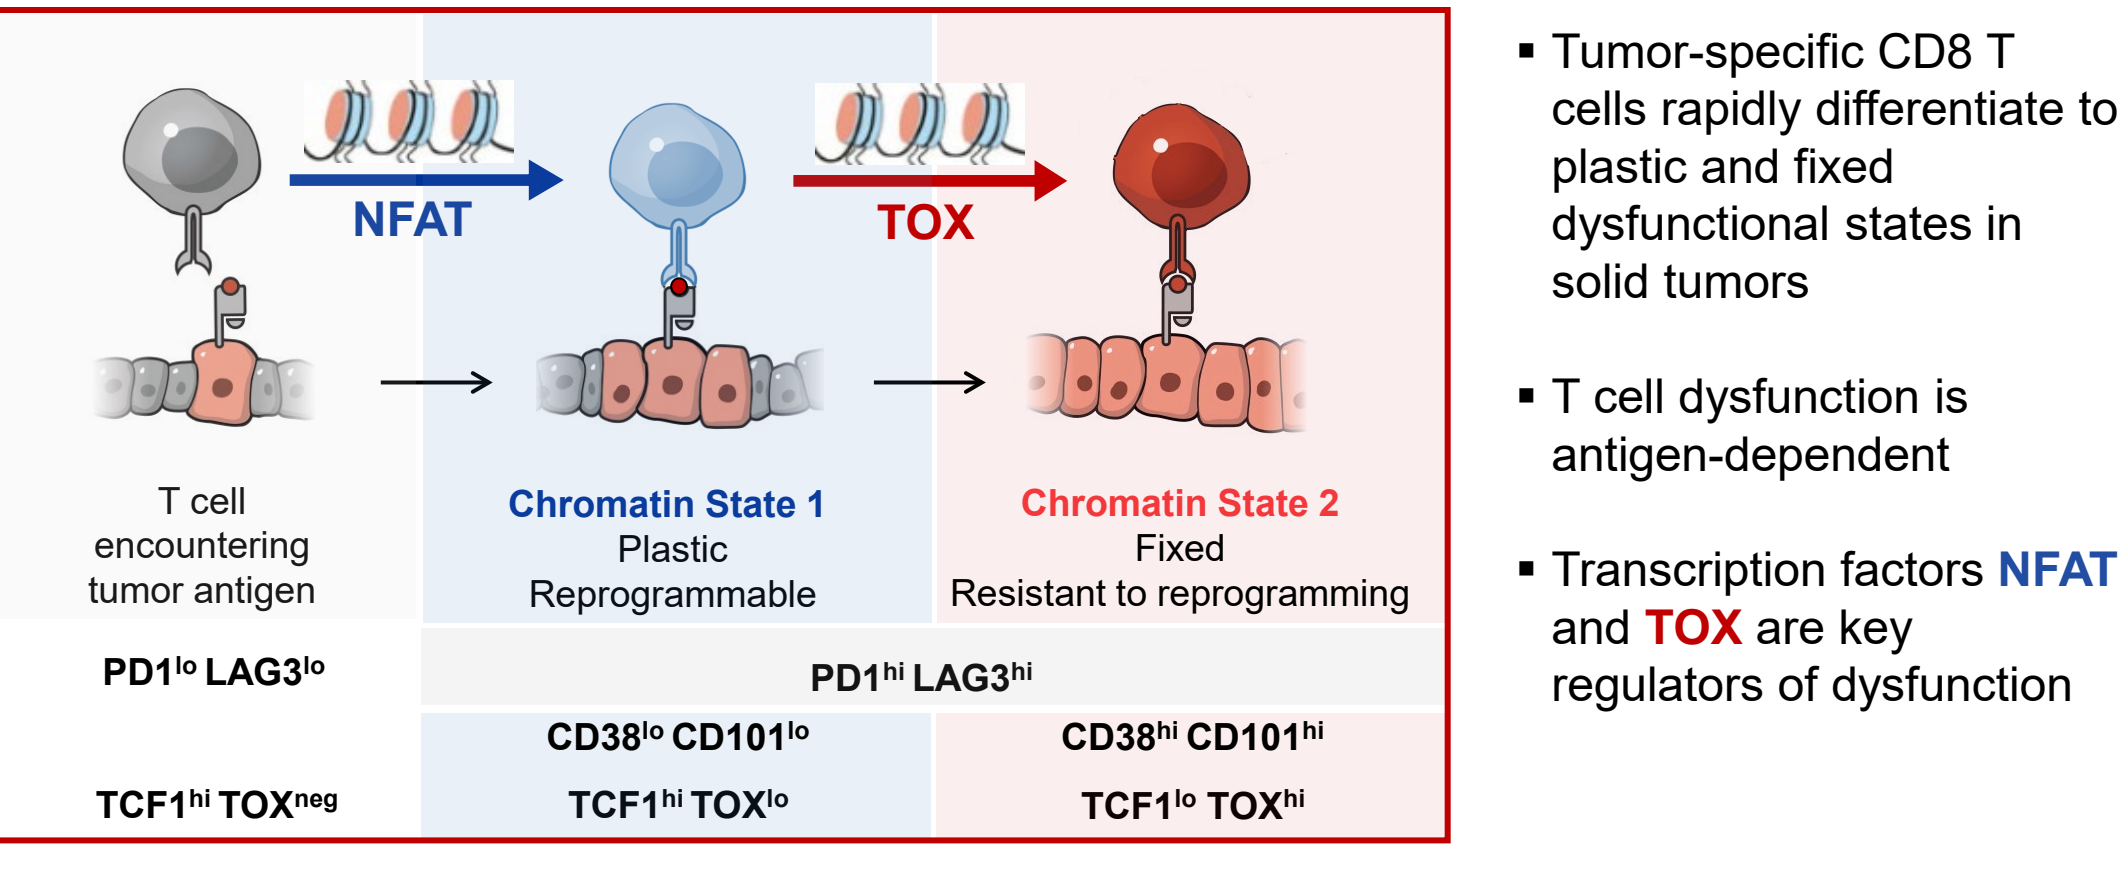 NFAT
TOX
T cell
encountering
tumor antigen
Chromatin State 1
Plastic
Reprogrammable
Chromatin State 2
Fixed
Resistant to reprogramming
PD1lo LAG3lo
PD1hi LAG3hi
CD38lo CD101lo
CD38hi CD101hi
TCF1hi TOXneg
TCF1hi TOXlo
TCF1lo TOXhi
▪ Tumor-specific CD8 T
cells rapidly differentiate to
plastic and fixed
dysfunctional states in
solid tumors
▪ T cell dysfunction is
antigen-dependent
▪ Transcription factors NFAT
and TOX are key
regulators of dysfunction